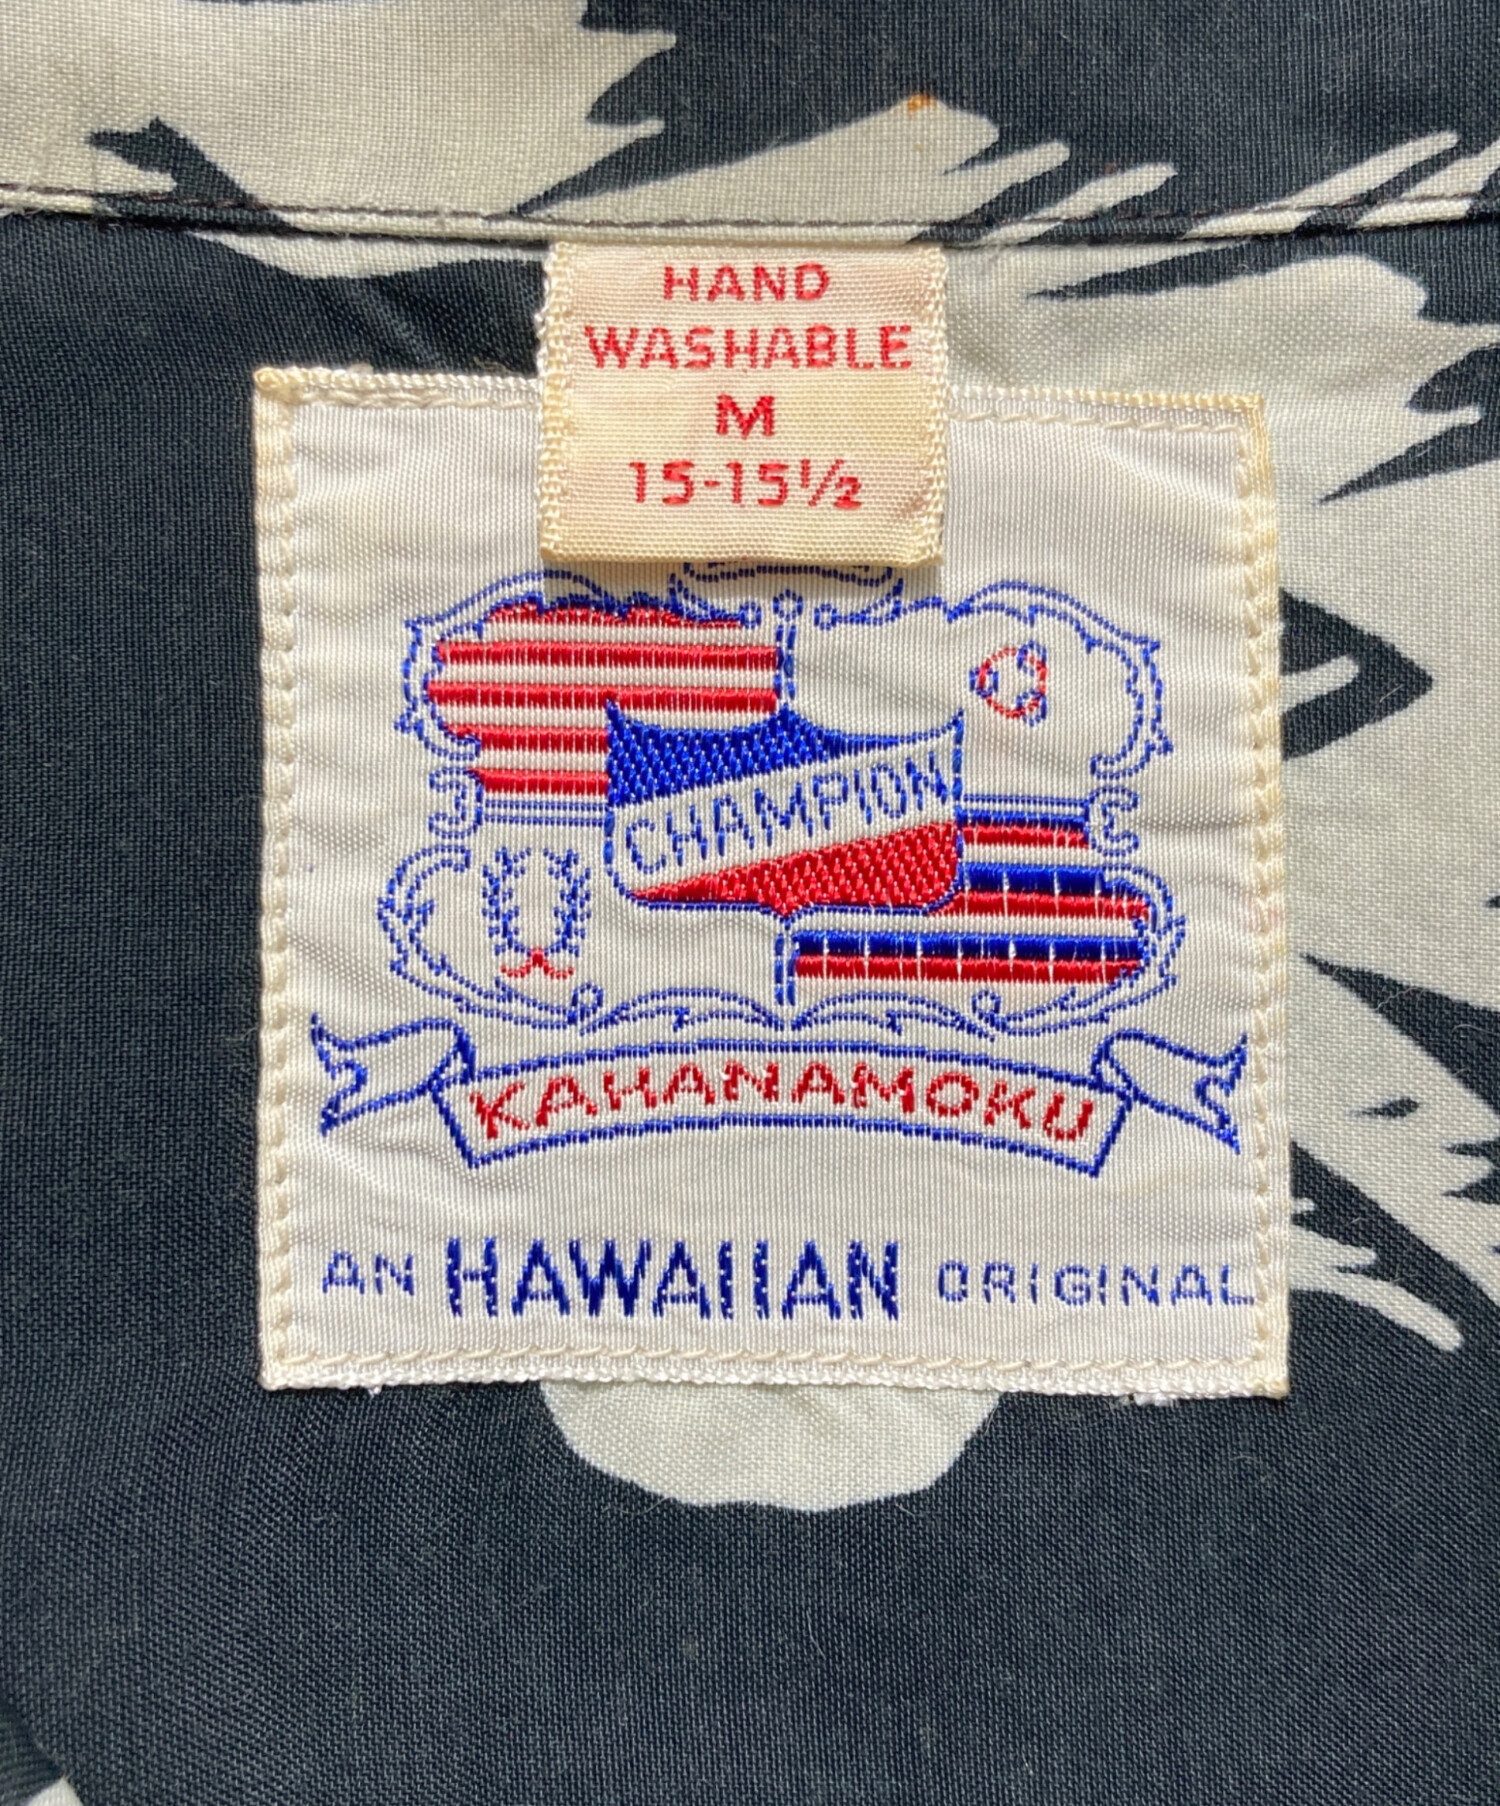 HAND
WASHABLE
M
15-15½
CHAMPION
KAHANAMOKU
AN HAWAIIAN ORIGINAL